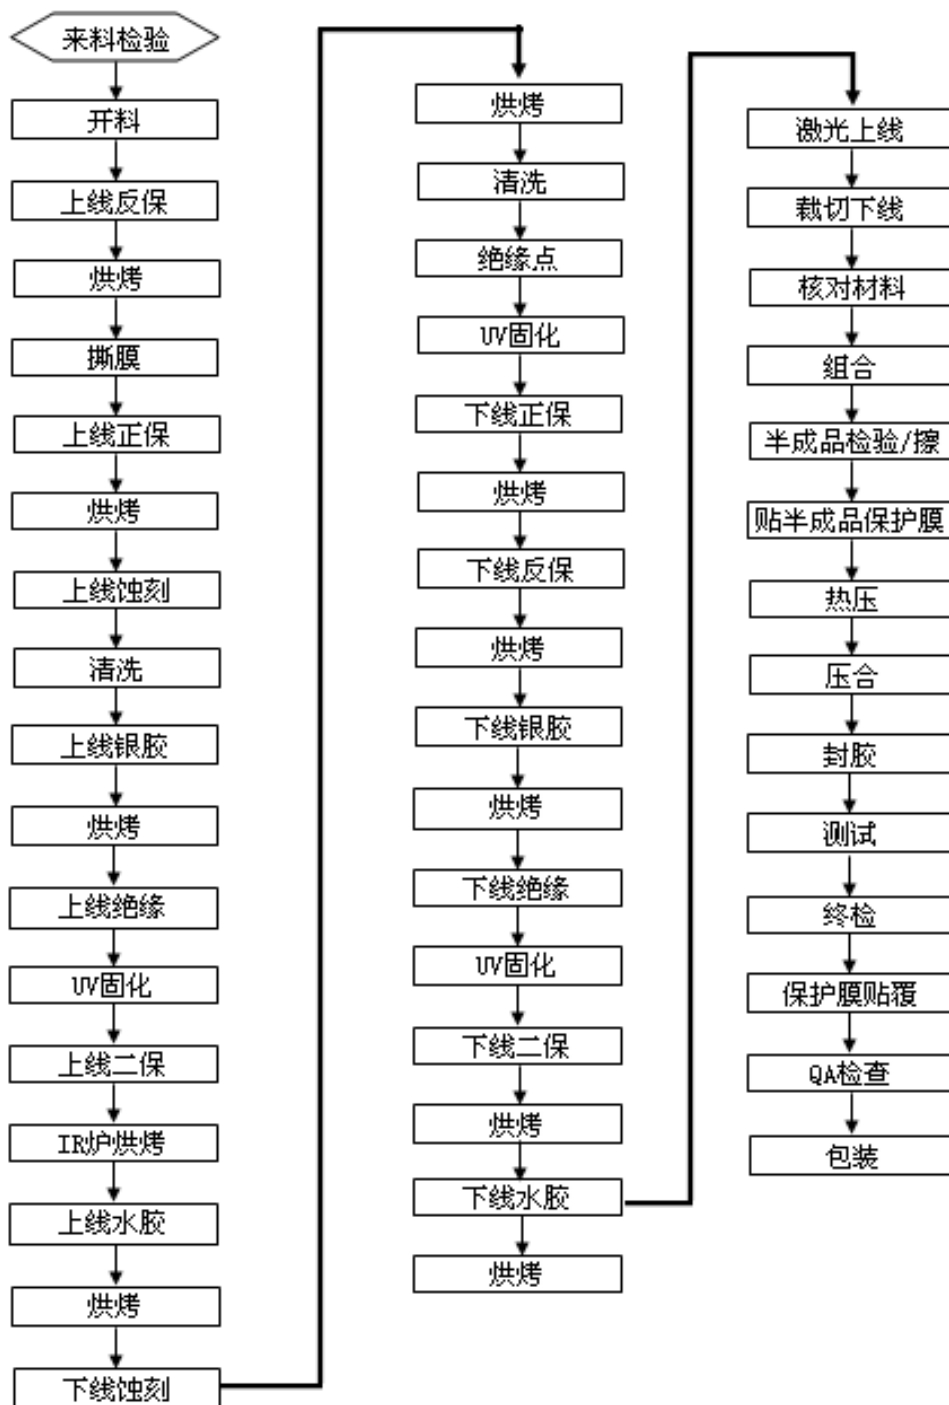 来料检验
开料
上线反保
烘烤
撕膜
上线正保
烘烤
上线蚀刻
清洗
上线银胶
烘烤
上线绝缘
UV固化
上线二保
IR炉烘烤
上线水胶
烘烤
下线蚀刻
烘烤
清洗
绝缘点
UV固化
下线正保
烘烤
下线反保
烘烤
下线银胶
烘烤
下线绝缘
UV固化
下线二保
烘烤
下线水胶
烘烤
激光上线
裁切下线
核对材料
组合
半成品检验/擦
贴半成品保护膜
热压
压合
封胶
测试
终检
保护膜贴覆
QA检查
包装